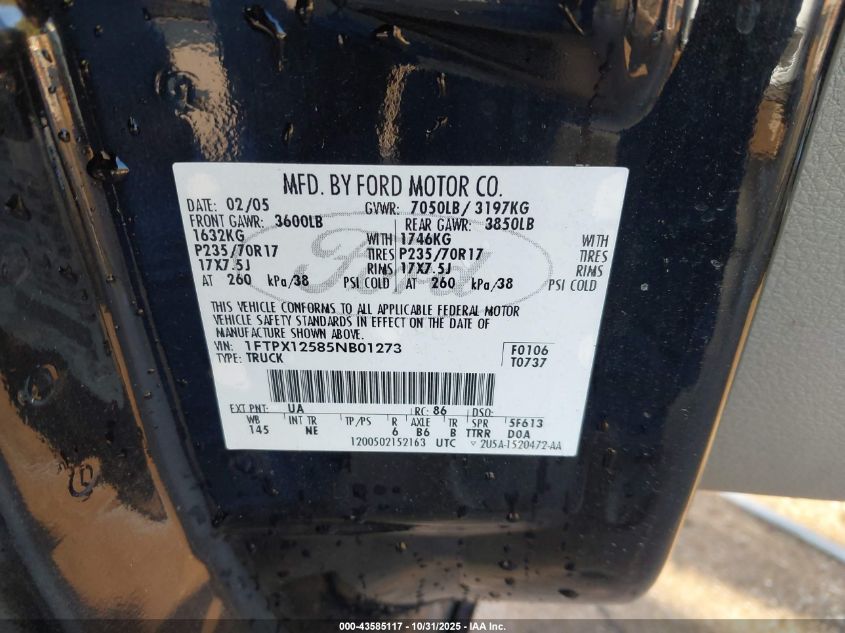 MFD. BY FORD MOTOR CO.
DATE: 02/05 GVWR: 7050LB/ 3197KG
FRONT GAWR: 3600LB REAR GAWR: 3850LB
1632KG WITH 1746KG WITH
P235/70R17 TIRES P235/70R17 TIRES
17X7.5J RIMS 17X7.5J RIMS
AT 260 kPa/38 PSI COLD AT 260 kPa/38 PSI COLD
Ford
THIS VEHICLE CONFORMS TO ALL APPLICABLE FEDERAL MOTOR
VEHICLE SAFETY STANDARDS IN EFFECT ON THE DATE OF
MANUFACTURE SHOWN ABOVE.
VIN: 1FTPX12585NB01273 F0106
TYPE: TRUCK T0737
EXT PNT: UA RC: 86 DSO:
WB INT TR TP/PS R AXLE TR SPR 5F613
145 NE 6 B6 B TTRR DOA
1200502152163 UTC 2U5A-1520472-AA
000-43585117 - 10/31/2025 - IAA Inc.